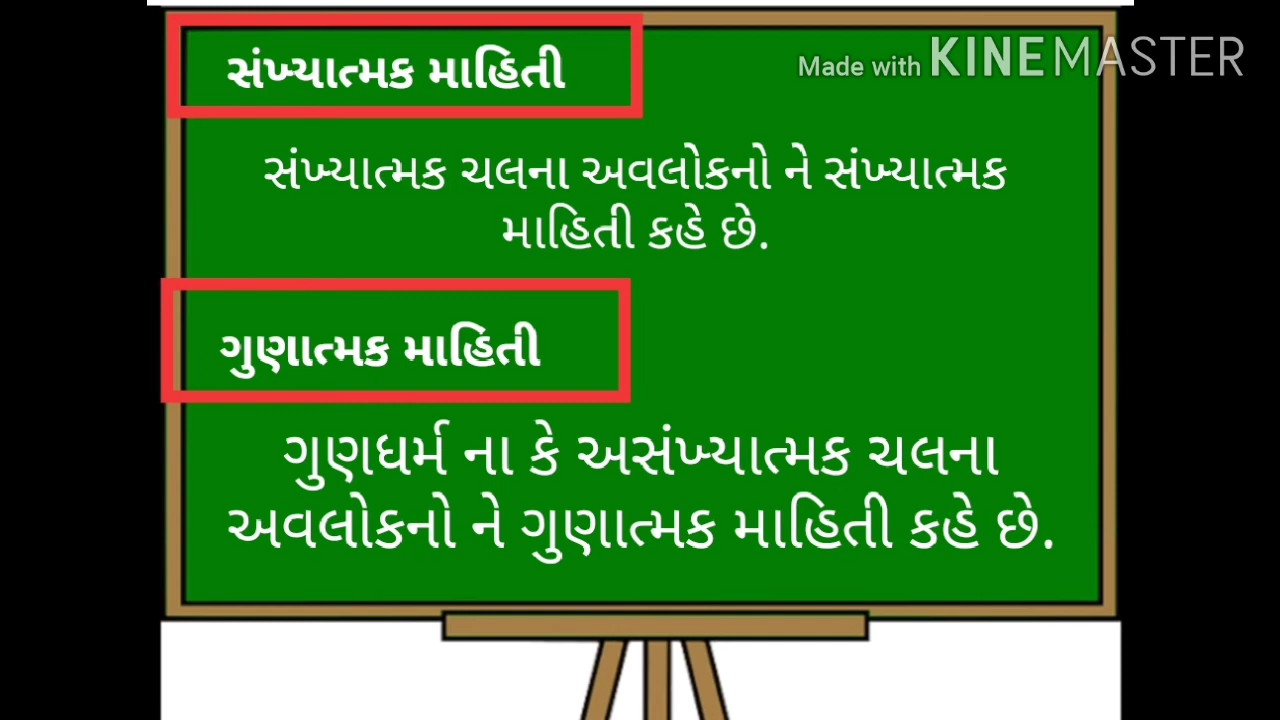 સંખ્યાત્મક માહિતી
Made with KINEMASTER
સંખ્યાત્મક ચલના અવલોકનો ને સંખ્યાત્મક
માહિતી કહે છે.
ગુણાત્મક માહિતી
ગુણધર્મ ના કે અસંખ્યાત્મક ચલના
અવલોકનો ને ગુણાત્મક માહિતી કહે છે.